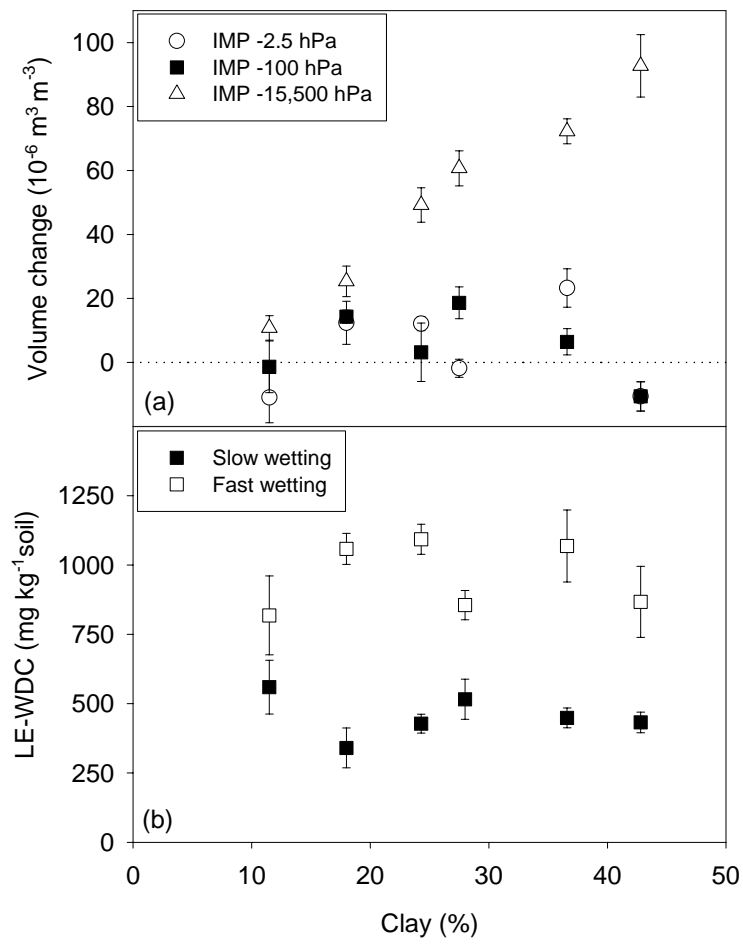 IMP -2.5 hPa
IMP -100 hPa
IMP -15,500 hPa
Volume change (10⁻⁶ m³ m⁻³)
100
80
60
40
20
0
(a)
Slow wetting
Fast wetting
LE-WDC (mg kg⁻¹soil)
1250
1000
750
500
250
0
(b)
0 10 20 30 40 50
Clay (%)